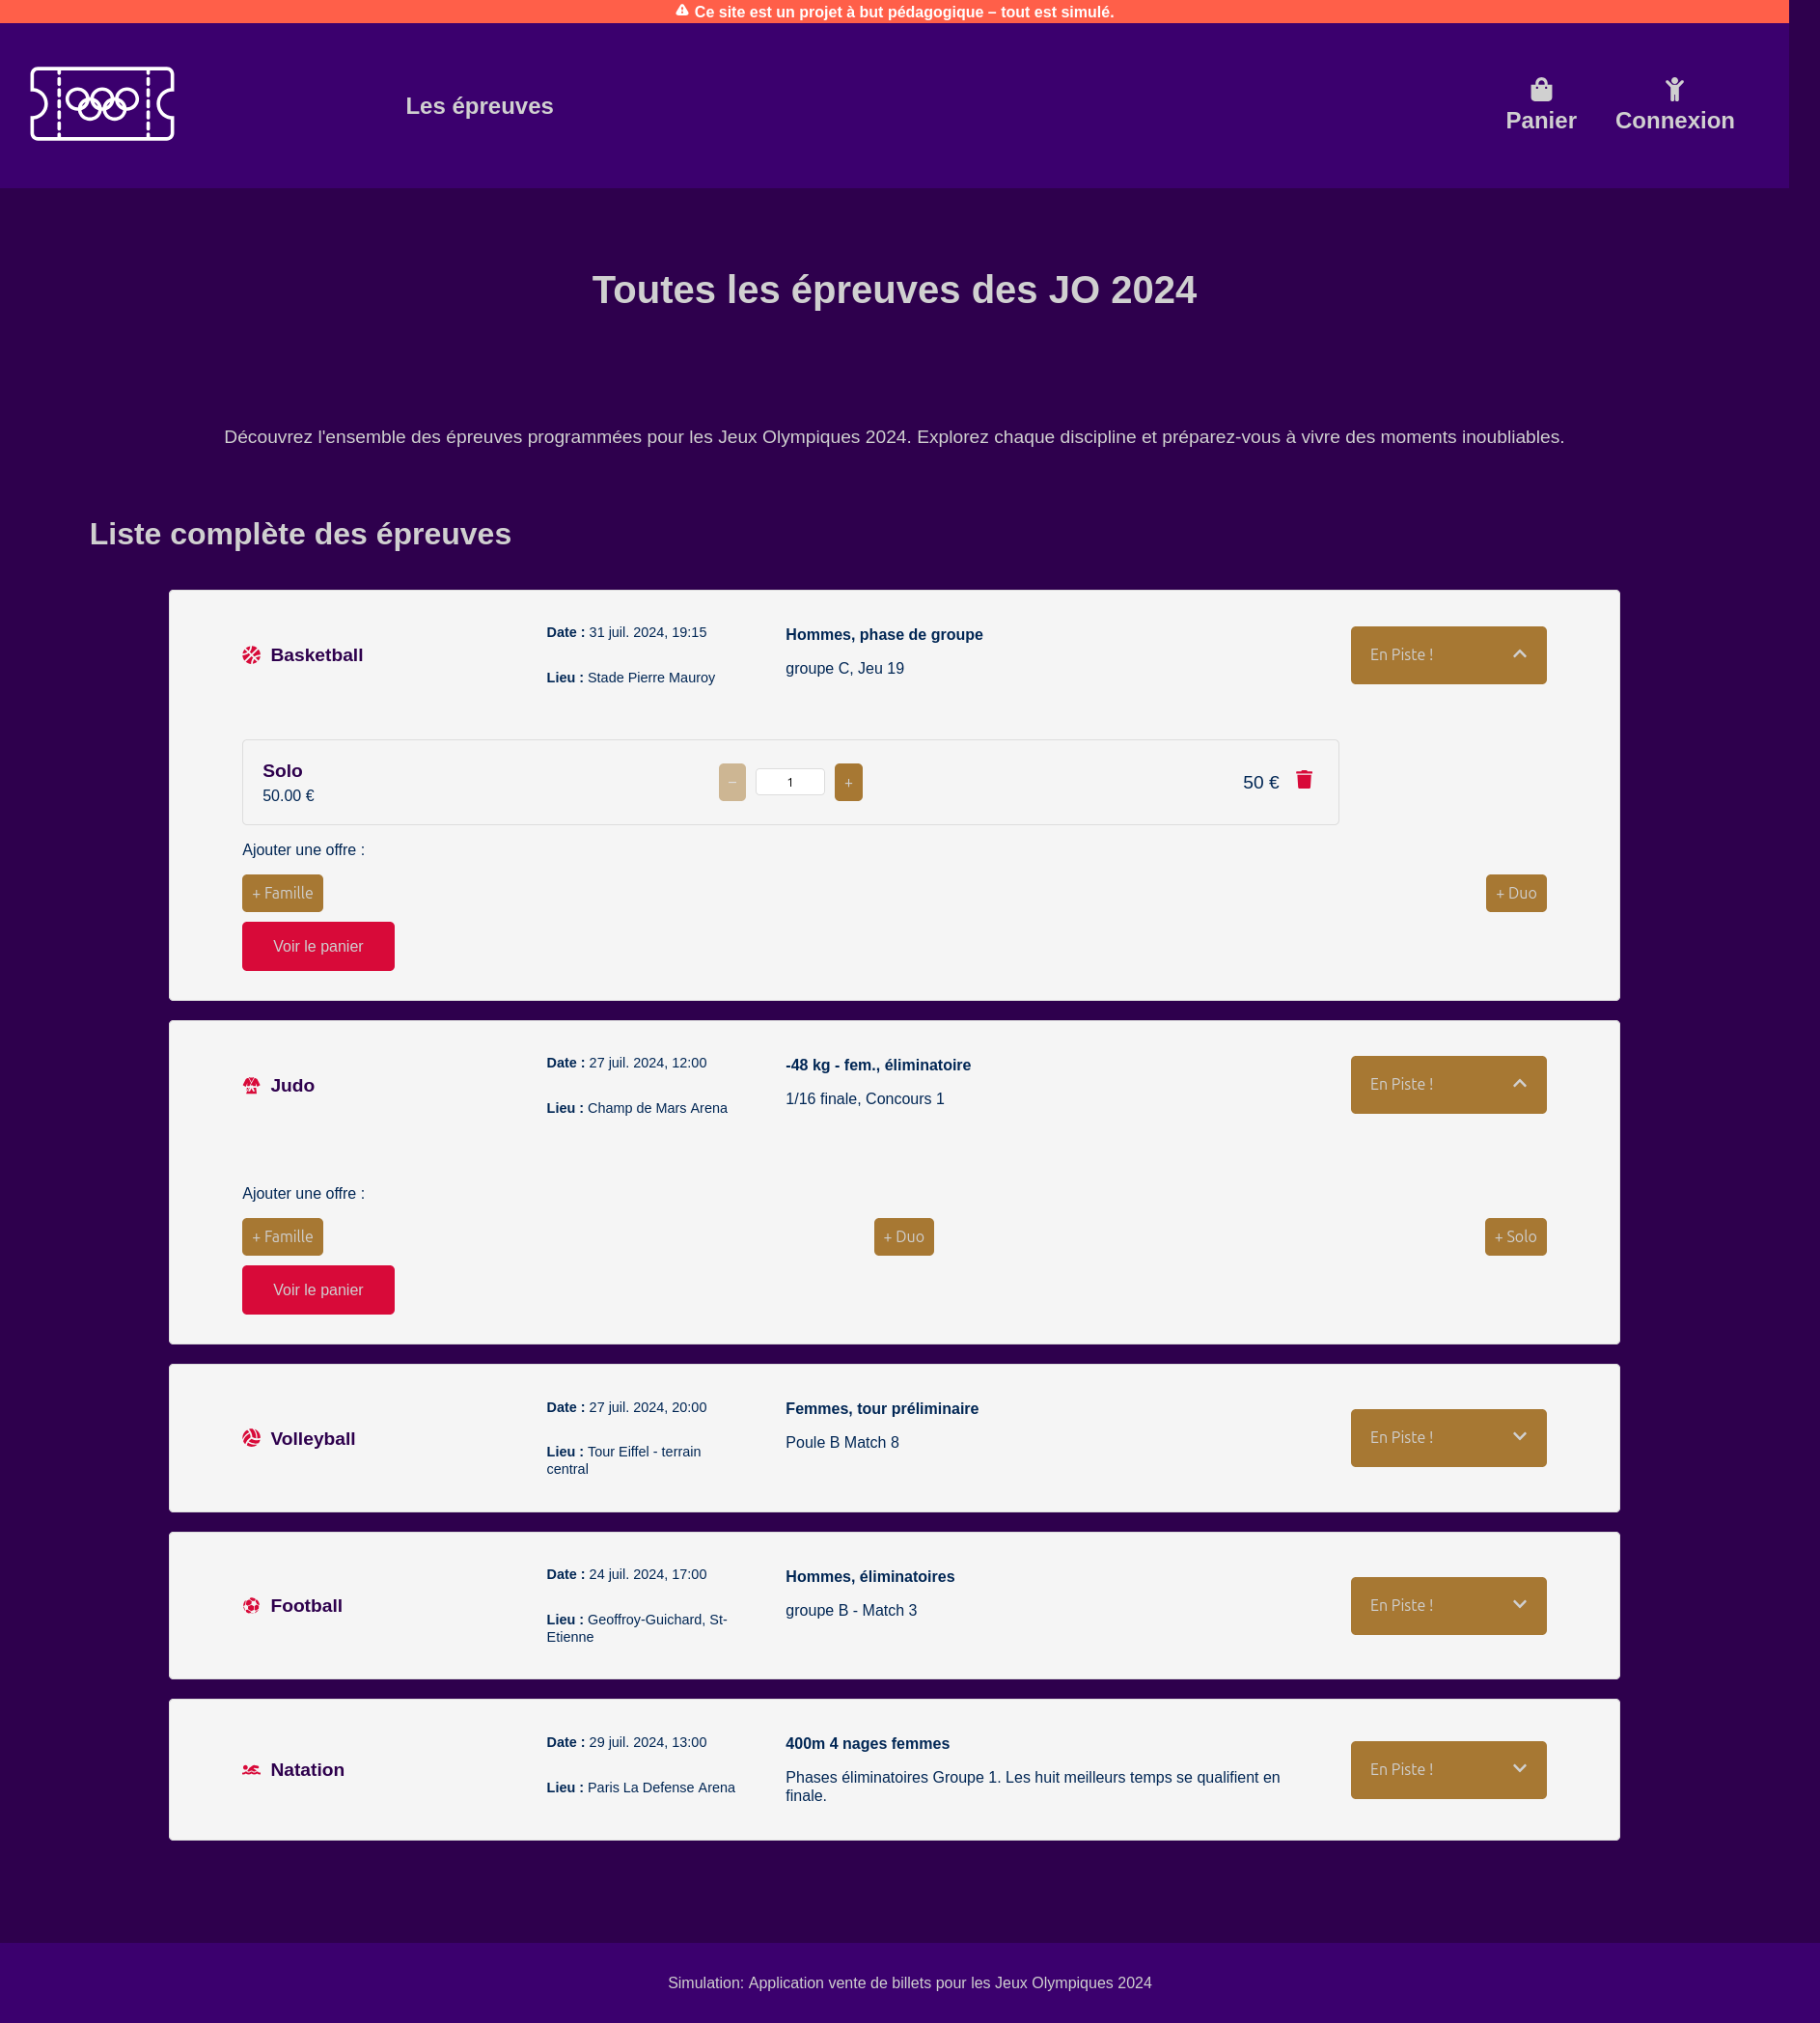 Ce site est un projet à but pédagogique – tout est simulé.
Les épreuves
Panier
Connexion
Toutes les épreuves des JO 2024
Découvrez l'ensemble des épreuves programmées pour les Jeux Olympiques 2024. Explorez chaque discipline et préparez-vous à vivre des moments inoubliables.
Liste complète des épreuves
Basketball
Date : 31 juil. 2024, 19:15
Lieu : Stade Pierre Mauroy
Hommes, phase de groupe
groupe C, Jeu 19
En Piste !
Solo
50.00 €
−
1
+
50 €
Ajouter une offre :
+ Famille
+ Duo
Voir le panier
Judo
Date : 27 juil. 2024, 12:00
Lieu : Champ de Mars Arena
-48 kg - fem., éliminatoire
1/16 finale, Concours 1
En Piste !
Ajouter une offre :
+ Famille
+ Duo
+ Solo
Voir le panier
Volleyball
Date : 27 juil. 2024, 20:00
Lieu : Tour Eiffel - terrain
central
Femmes, tour préliminaire
Poule B Match 8
En Piste !
Football
Date : 24 juil. 2024, 17:00
Lieu : Geoffroy-Guichard, St-
Etienne
Hommes, éliminatoires
groupe B - Match 3
En Piste !
Natation
Date : 29 juil. 2024, 13:00
Lieu : Paris La Defense Arena
400m 4 nages femmes
Phases éliminatoires Groupe 1. Les huit meilleurs temps se qualifient en
finale.
En Piste !
Simulation: Application vente de billets pour les Jeux Olympiques 2024